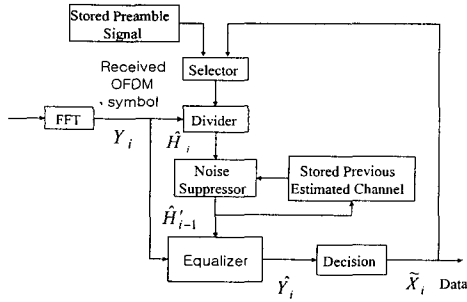 Stored Preamble
Signal
Received
OFDM
symbol
Selector
FFT
Divider
Y_i
Ĥ_i
Noise
Suppressor
Stored Previous
Estimated Channel
Ĥ'_{i-1}
Equalizer
Decision
Ŷ_i
X̃_i Data